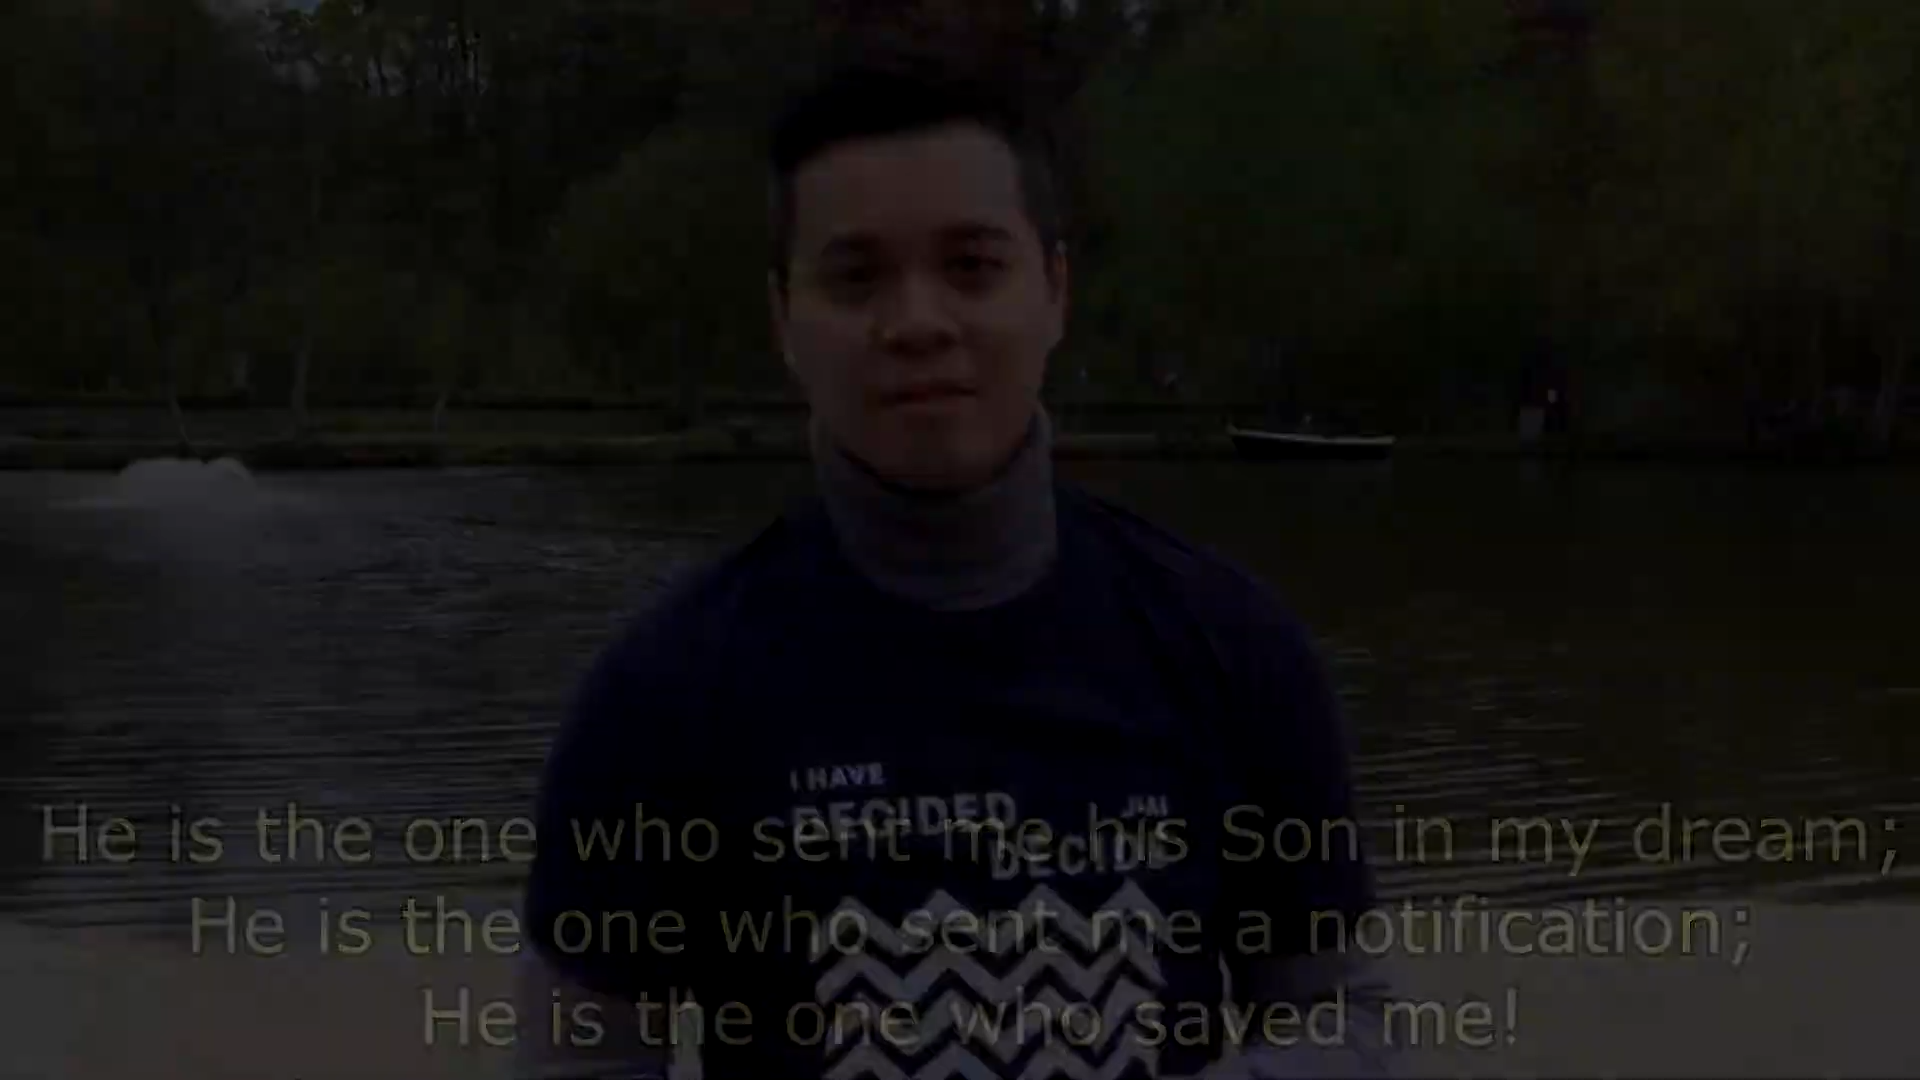 I HAVE
DECIDED
He is the one who sent me his Son in my dream;
He is the one who sent me a notification;
He is the one who saved me!